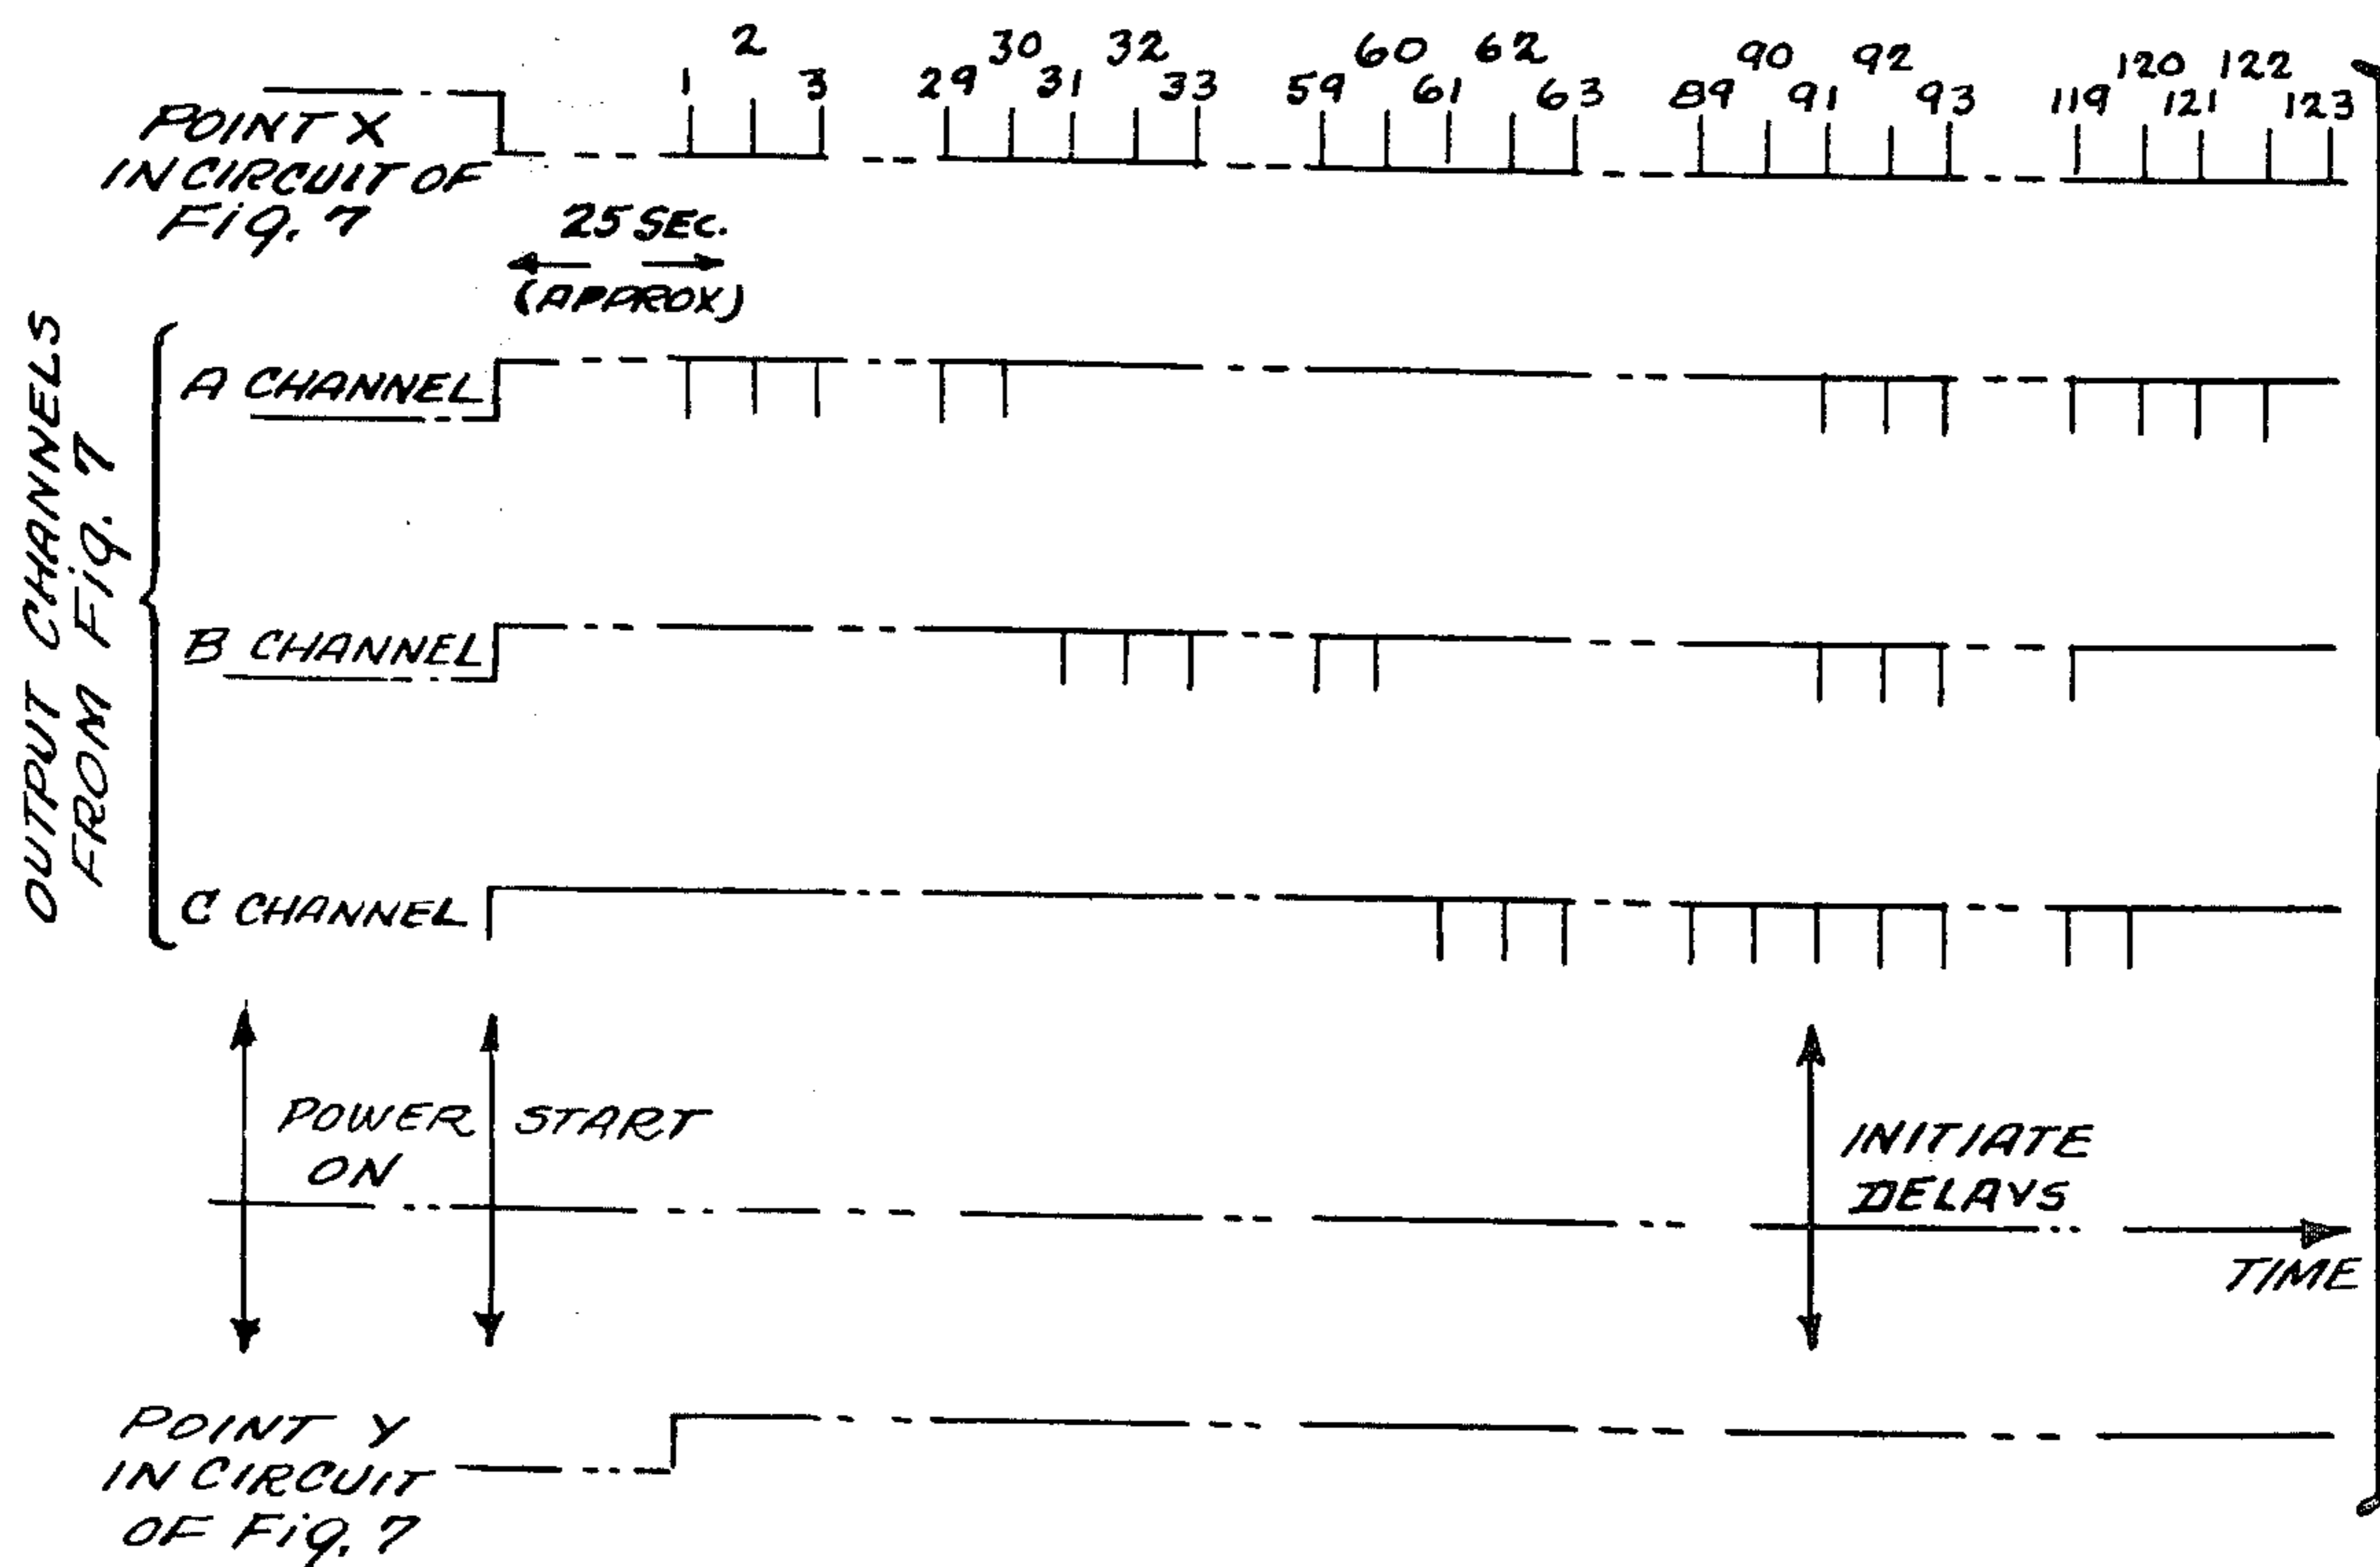 2 30 32 60 62 90 92 120 122
1 3 29 31 33 59 61 63 89 91 93 119 121 123
POINT X
IN CIRCUIT OF
FIG. 7
25 SEC.
(APPROX)
OUTPUT CHANNELS
FROM FIG. 7
A CHANNEL
B CHANNEL
C CHANNEL
POWER
ON
START
INITIATE
DELAYS
TIME
POINT Y
IN CIRCUIT
OF FIG. 7